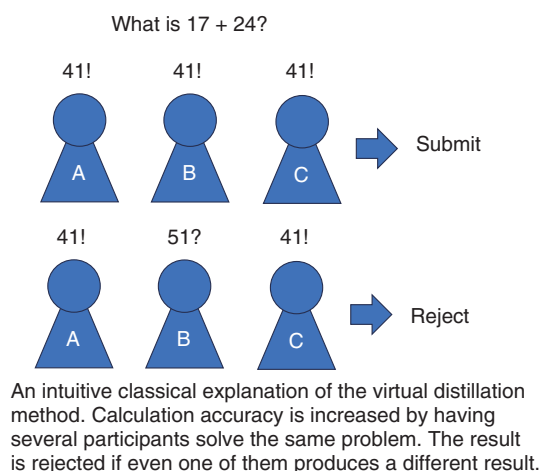 What is 17 + 24?
41! 41! 41!
A B C Submit
41! 51? 41!
A B C Reject
An intuitive classical explanation of the virtual distillation
method. Calculation accuracy is increased by having
several participants solve the same problem. The result
is rejected if even one of them produces a different result.